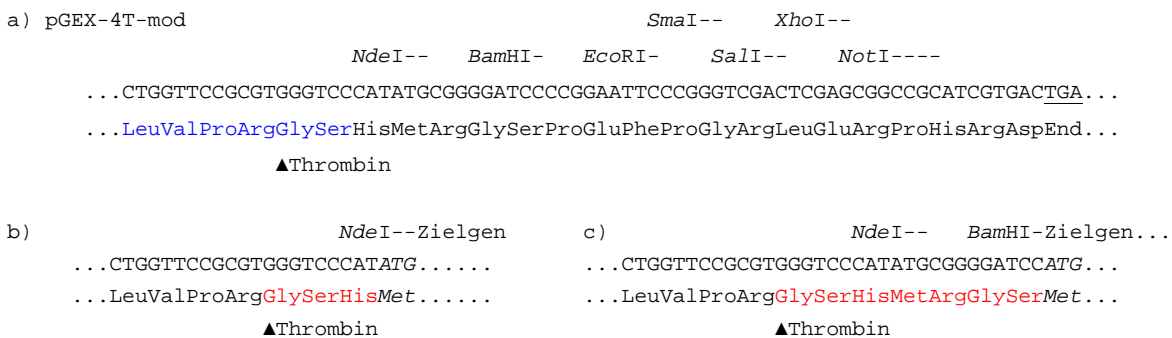 a) pGEX-4T-mod SmaI-- XhoI--
NdeI-- BamHI- EcoRI- SalI-- NotI----
...CTGGTTCCGCGTGGGTCCCATATGCGGGGATCCCCGGAATTCCCGGGTCGACTCGAGCGGCCGCATCGTGACTGA...
...LeuValProArgGlySerHisMetArgGlySerProGluPheProGlyArgLeuGluArgProHisArgAspEnd...
▲Thrombin
b) NdeI--Zielgen
...CTGGTTCCGCGTGGGTCCCATATG......
...LeuValProArgGlySerHisMet......
▲Thrombin
c) NdeI-- BamHI-Zielgen...
...CTGGTTCCGCGTGGGTCCCATATGCGGGGATCCATG...
...LeuValProArgGlySerHisMetArgGlySerMet...
▲Thrombin